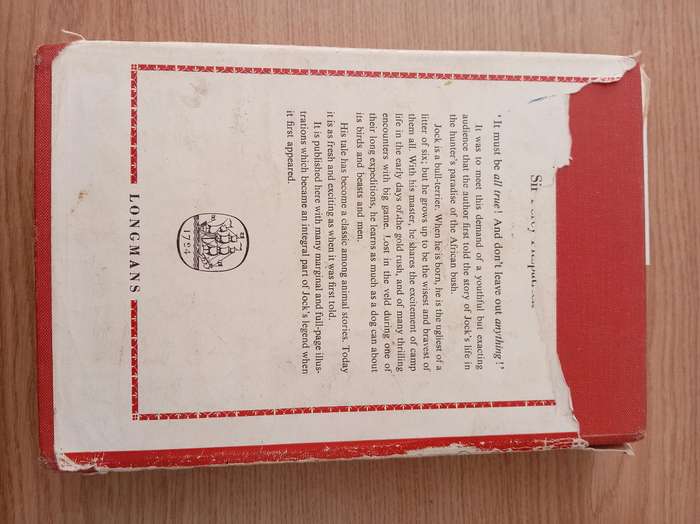 Sir
'It must be all true! And don't leave out anything!'
It was to meet this demand of a youthful but exacting
audience that the author first told the story of Jock's life in
the hunter's paradise of the African bush.
Jock is a bull-terrier. When he is born, he is the ugliest of a
litter of six; but he grows up to be the wisest and bravest of
them all. With his master, he shares the excitement of camp
life in the early days of the gold rush, and of many thrilling
encounters with big game. Lost in the veld during one of
their long expeditions, he learns as much as a dog can about
its birds and beasts and men.
His tale has become a classic among animal stories. Today
it is as fresh and exciting as when it was first told.
It is published here with many marginal and full-page illus-
trations which became an integral part of Jock's legend when
it first appeared.
1724
LONGMANS